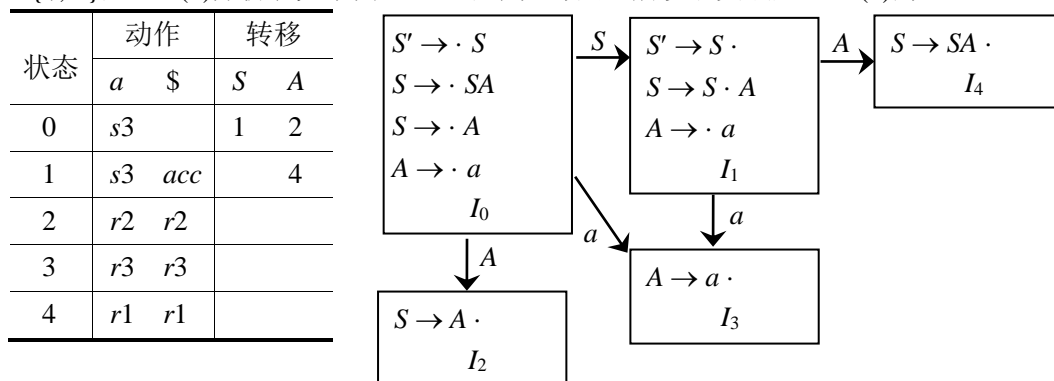 状态 动作 转移
a $ S A
0 s3 1 2
1 s3 acc 4
2 r2 r2
3 r3 r3
4 r1 r1
S′ → · S
S → · SA
S → · A
A → · a
I0
S
S′ → S ·
S → S · A
A → · a
I1
A
S → SA ·
I4
a
a
A
A → a ·
I3
S → A ·
I2